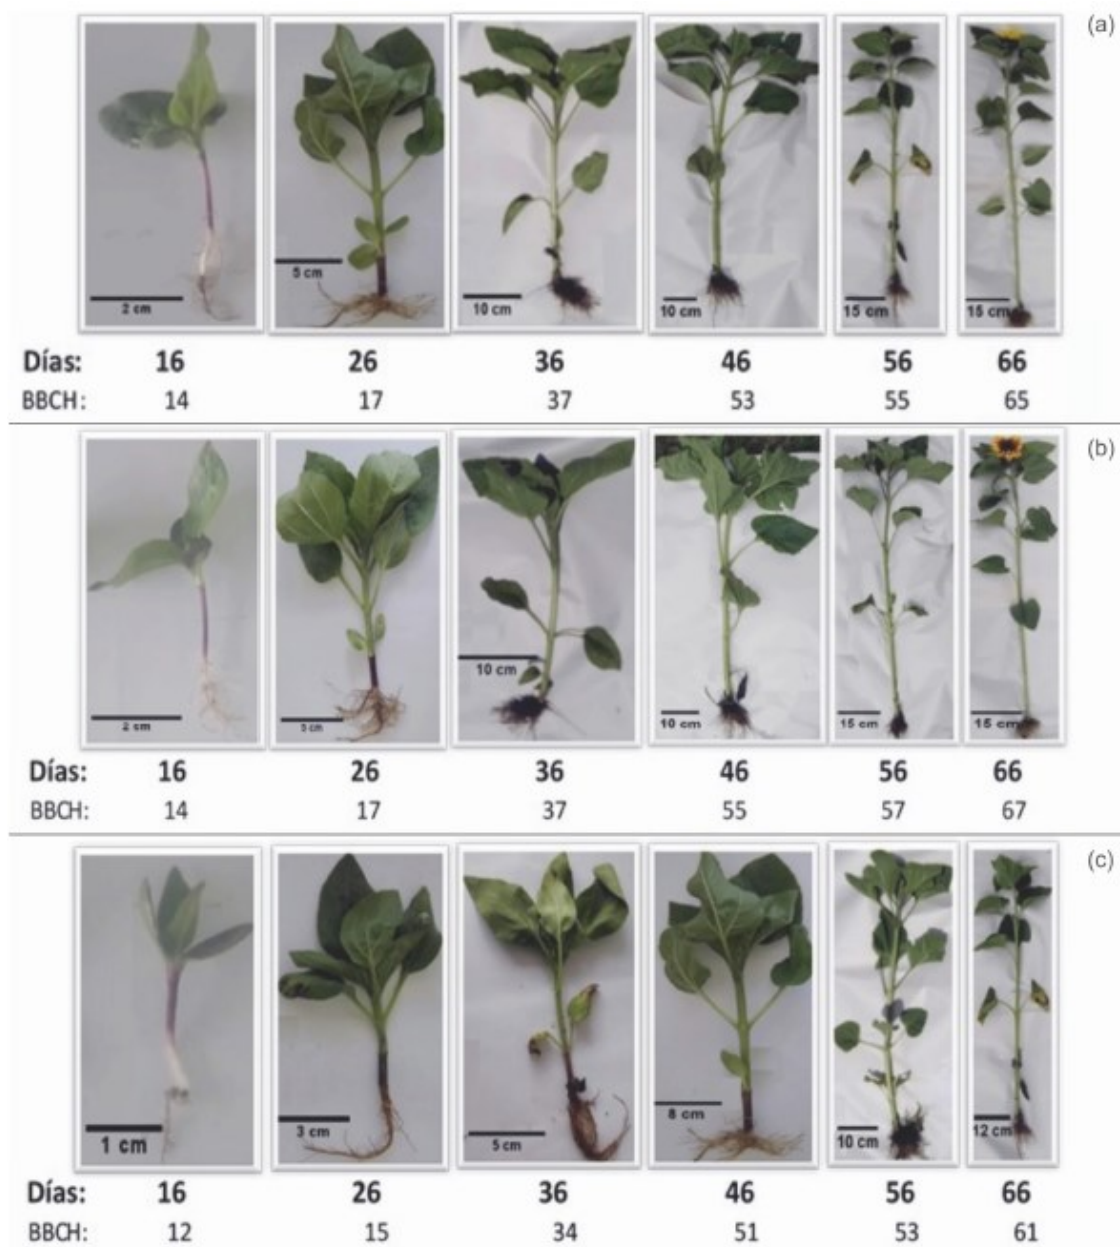 (a)
2 cm 5 cm 10 cm 10 cm 15 cm 15 cm
Días: 16 26 36 46 56 66
BBCH: 14 17 37 53 55 65
(b)
2 cm 5 cm 10 cm 10 cm 15 cm 15 cm
Días: 16 26 36 46 56 66
BBCH: 14 17 37 55 57 67
(c)
1 cm 3 cm 5 cm 8 cm 10 cm 12 cm
Días: 16 26 36 46 56 66
BBCH: 12 15 34 51 53 61